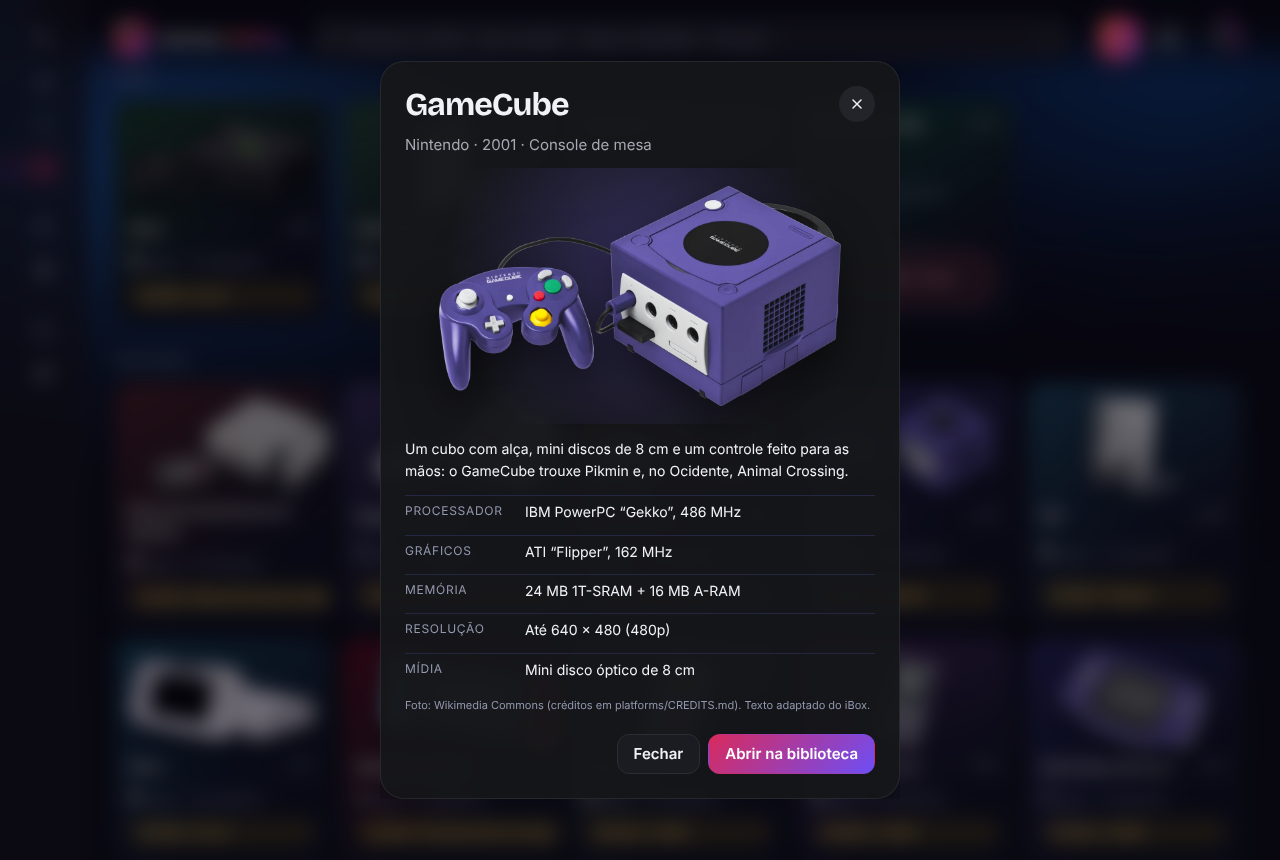 GameCube
Nintendo · 2001 · Console de mesa
NINTENDO
GAMECUBE
Um cubo com alça, mini discos de 8 cm e um controle feito para as
mãos: o GameCube trouxe Pikmin e, no Ocidente, Animal Crossing.
PROCESSADOR IBM PowerPC “Gekko”, 486 MHz
GRÁFICOS ATI “Flipper”, 162 MHz
MEMÓRIA 24 MB 1T-SRAM + 16 MB A-RAM
RESOLUÇÃO Até 640 × 480 (480p)
MÍDIA Mini disco óptico de 8 cm
Foto: Wikimedia Commons (créditos em platforms/CREDITS.md). Texto adaptado do iBox.
Fechar Abrir na biblioteca